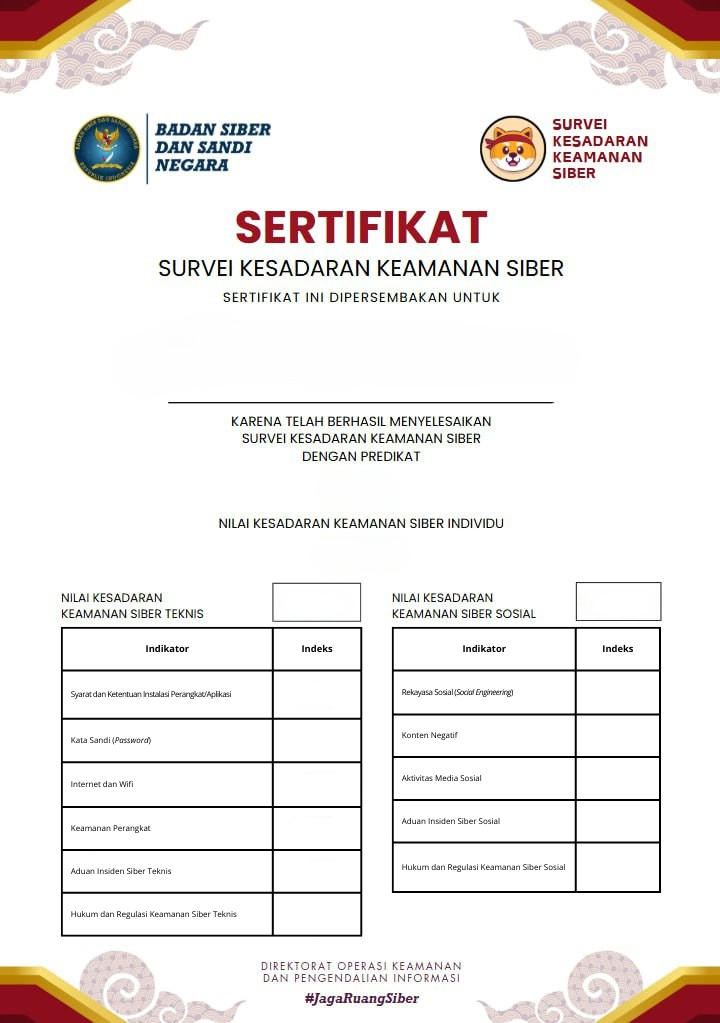 BADAN SIBER
DAN SANDI
NEGARA
SURVEI
KESADARAN
KEAMANAN
SIBER
SERTIFIKAT
SURVEI KESADARAN KEAMANAN SIBER
SERTIFIKAT INI DIPERSEMBAKAN UNTUK
KARENA TELAH BERHASIL MENYELESAIKAN
SURVEI KESADARAN KEAMANAN SIBER
DENGAN PREDIKAT
NILAI KESADARAN KEAMANAN SIBER INDIVIDU
NILAI KESADARAN
KEAMANAN SIBER TEKNIS
Indikator Indeks
Syarat dan Ketentuan Instalasi Perangkat/Aplikasi
Kata Sandi (Password)
Internet dan Wifi
Keamanan Perangkat
Aduan Insiden Siber Teknis
Hukum dan Regulasi Keamanan Siber Teknis
NILAI KESADARAN
KEAMANAN SIBER SOSIAL
Indikator Indeks
Rekayasa Sosial (Social Engineering)
Konten Negatif
Aktivitas Media Sosial
Aduan Insiden Siber Sosial
Hukum dan Regulasi Keamanan Siber Sosial
DIREKTORAT OPERASI KEAMANAN
DAN PENGENDALIAN INFORMASI
#JagaRuangSiber